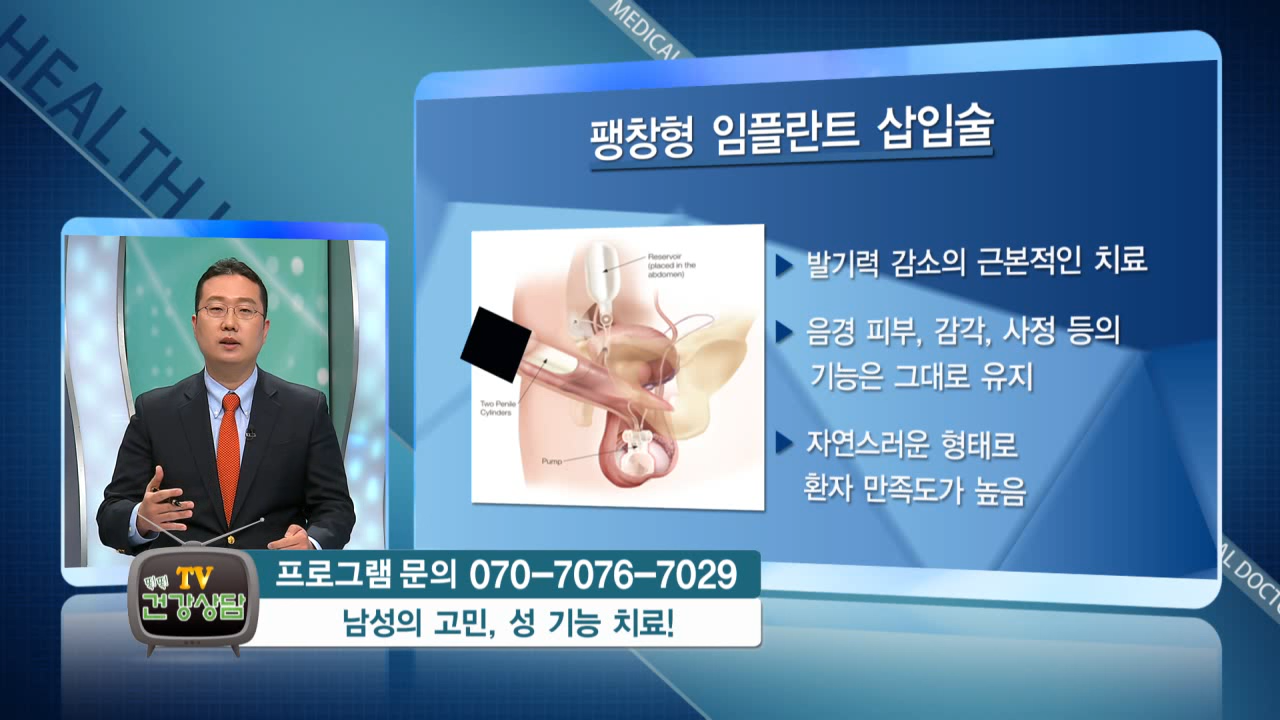 HEALTH
MEDICAL
팽창형 임플란트 삽입술
Reservoir
(placed in the
abdomen)
Two Penile
Cylinders
Pump
발기력 감소의 근본적인 치료
음경 피부, 감각, 사정 등의
기능은 그대로 유지
자연스러운 형태로
환자 만족도가 높음
AL DOCT
TV
건강상담
프로그램 문의 070-7076-7029
남성의 고민, 성 기능 치료!